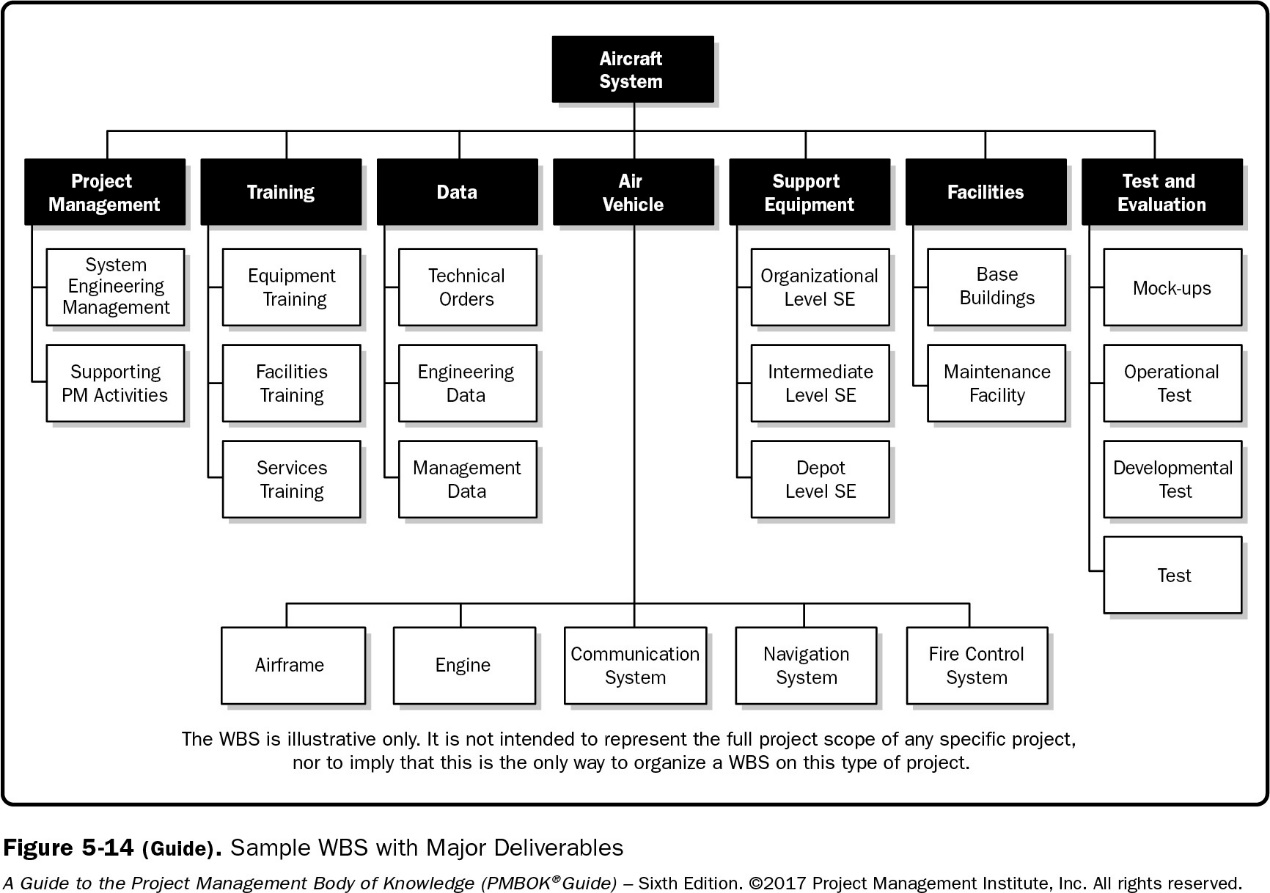 Aircraft
System
Project
Management
Training
Data
Air
Vehicle
Support
Equipment
Facilities
Test and
Evaluation
System
Engineering
Management
Supporting
PM Activities
Equipment
Training
Facilities
Training
Services
Training
Technical
Orders
Engineering
Data
Management
Data
Organizational
Level SE
Intermediate
Level SE
Depot
Level SE
Base
Buildings
Maintenance
Facility
Mock-ups
Operational
Test
Developmental
Test
Test
Airframe
Engine
Communication
System
Navigation
System
Fire Control
System
The WBS is illustrative only. It is not intended to represent the full project scope of any specific project,
nor to imply that this is the only way to organize a WBS on this type of project.
Figure 5-14 (Guide). Sample WBS with Major Deliverables
A Guide to the Project Management Body of Knowledge (PMBOK® Guide) – Sixth Edition. ©2017 Project Management Institute, Inc. All rights reserved.